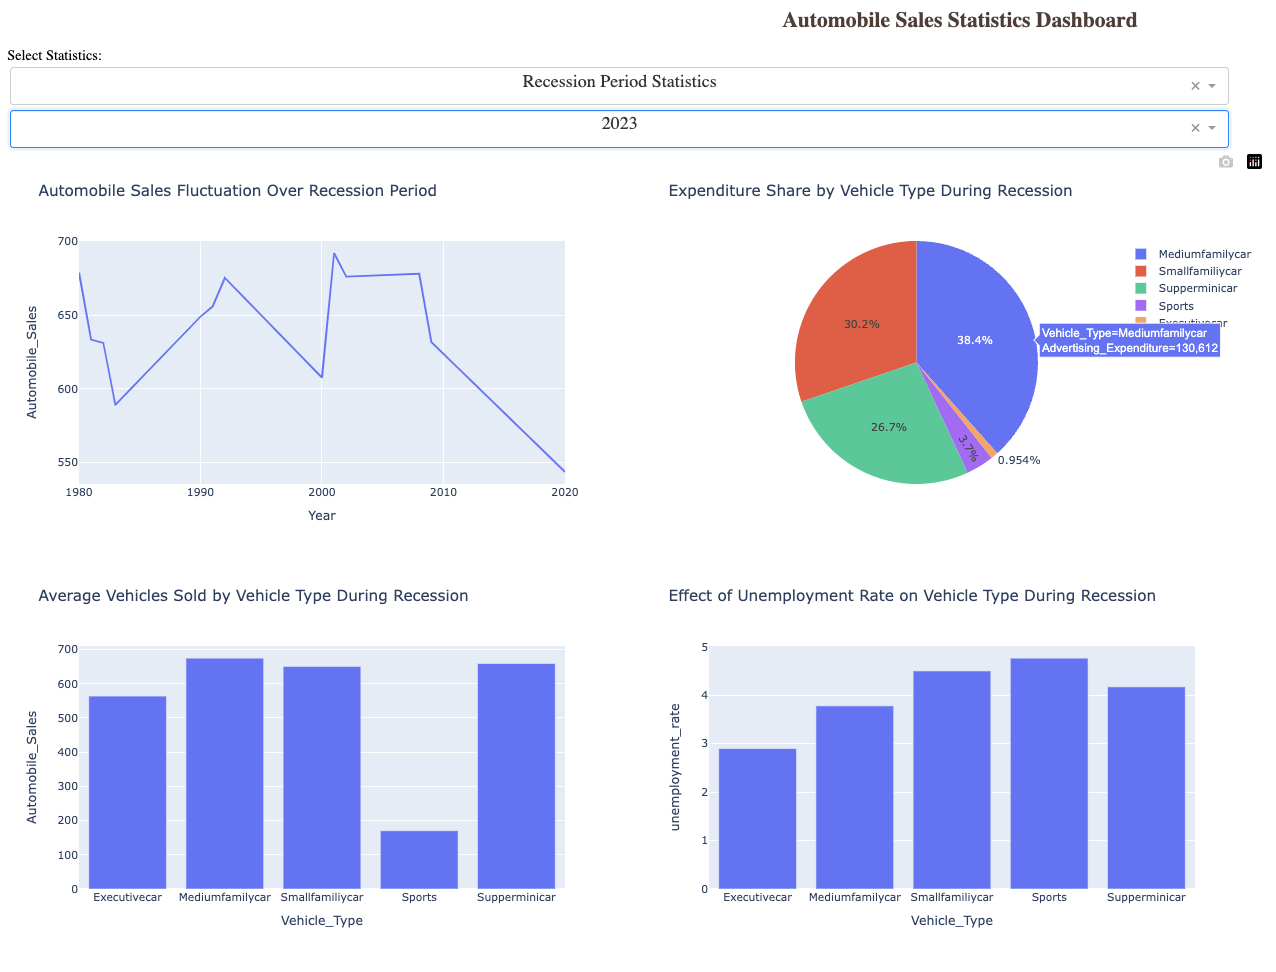 Automobile Sales Statistics Dashboard
Select Statistics:
Recession Period Statistics
2023
Automobile Sales Fluctuation Over Recession Period
700
650
600
550
Automobile_Sales
1980 1990 2000 2010 2020
Year
Expenditure Share by Vehicle Type During Recession
38.4%
30.2%
26.7%
3.7%
0.954%
Mediumfamilycar
Smallfamiliycar
Supperminicar
Sports
Executivecar
Vehicle_Type=Mediumfamilycar
Advertising_Expenditure=130,612
Average Vehicles Sold by Vehicle Type During Recession
700
600
500
400
300
200
100
0
Automobile_Sales
Executivecar Mediumfamilycar Smallfamiliycar Sports Supperminicar
Vehicle_Type
Effect of Unemployment Rate on Vehicle Type During Recession
5
4
3
2
1
0
unemployment_rate
Executivecar Mediumfamilycar Smallfamiliycar Sports Supperminicar
Vehicle_Type